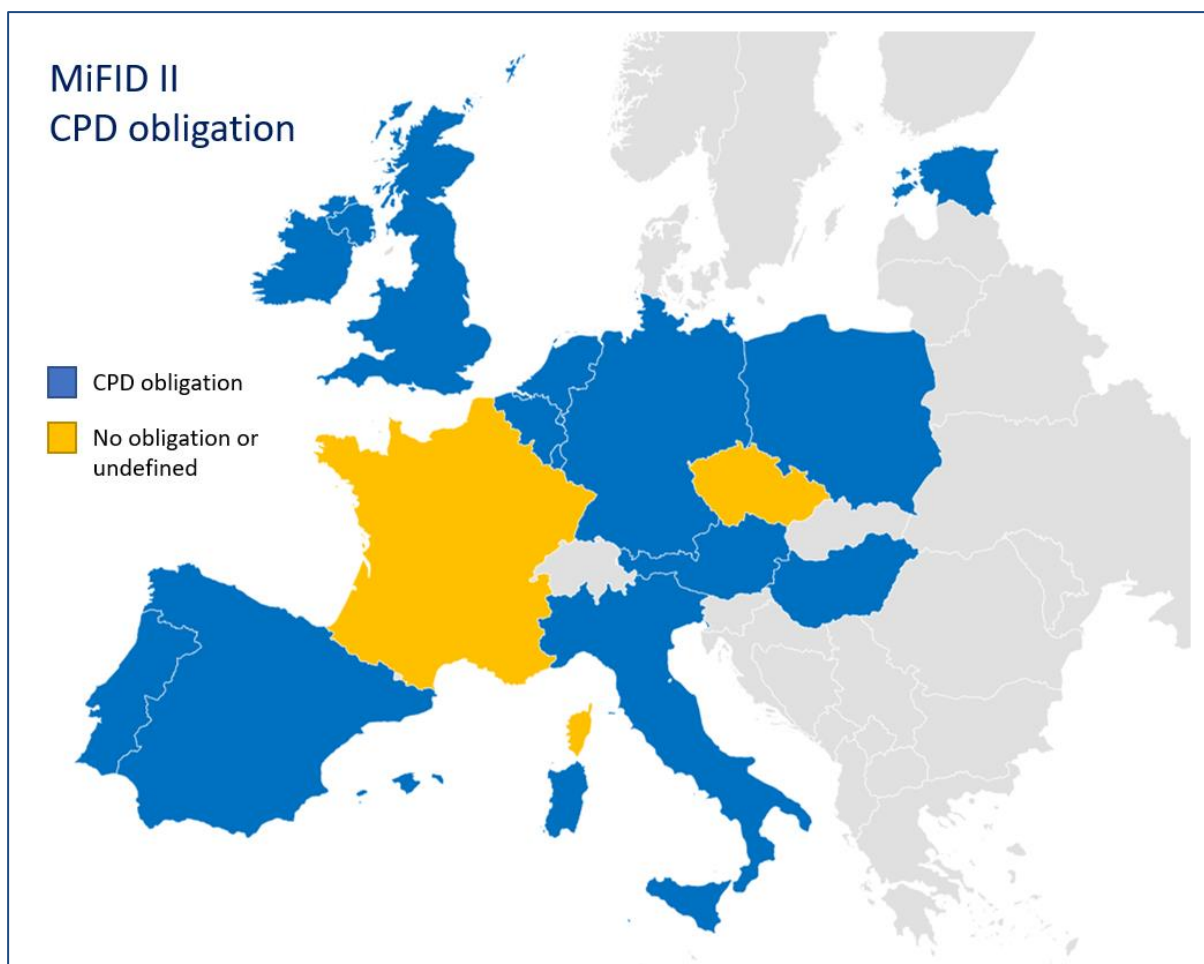 MiFID II
CPD obligation
CPD obligation
No obligation or
undefined